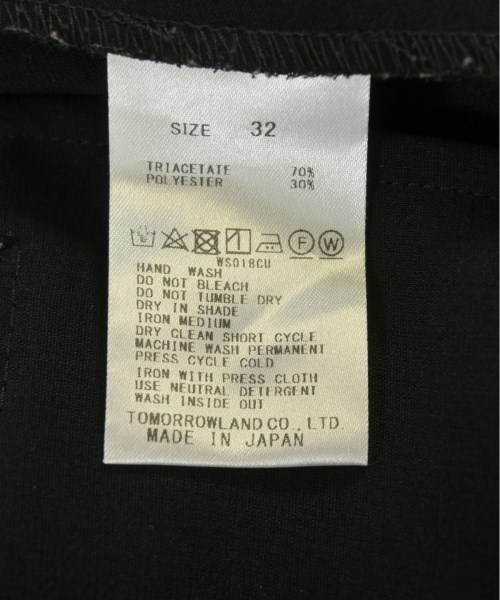 SIZE 32
TRIACETATE 70%
POLYESTER 30%
F W
WS018CU
HAND WASH
DO NOT BLEACH
DO NOT TUMBLE DRY
DRY IN SHADE
IRON MEDIUM
DRY CLEAN SHORT CYCLE
MACHINE WASH PERMANENT
PRESS CYCLE COLD
IRON WITH PRESS CLOTH
USE NEUTRAL DETERGENT
WASH INSIDE OUT
TOMORROWLAND CO., LTD.
MADE IN JAPAN